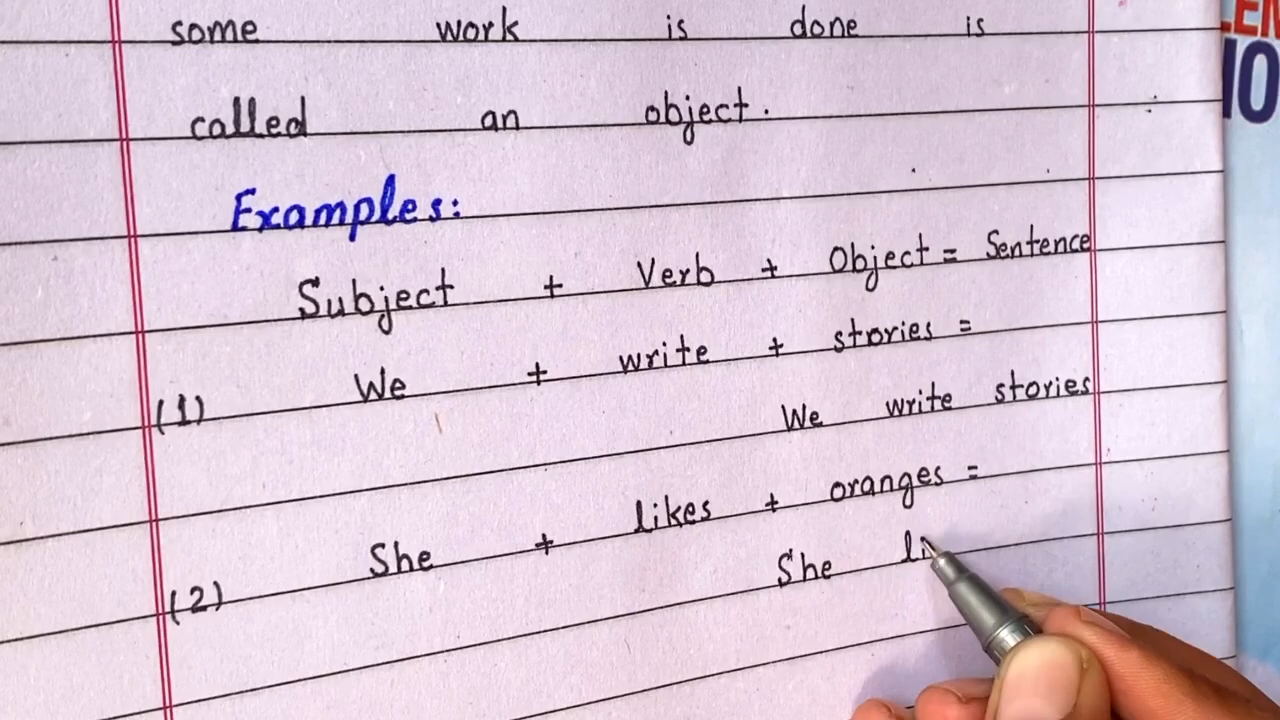 some work is done is
called an object.
Examples:
Subject + Verb + Object = Sentence
(1) We + write + stories =
We write stories
(2) She + likes + oranges =
She li